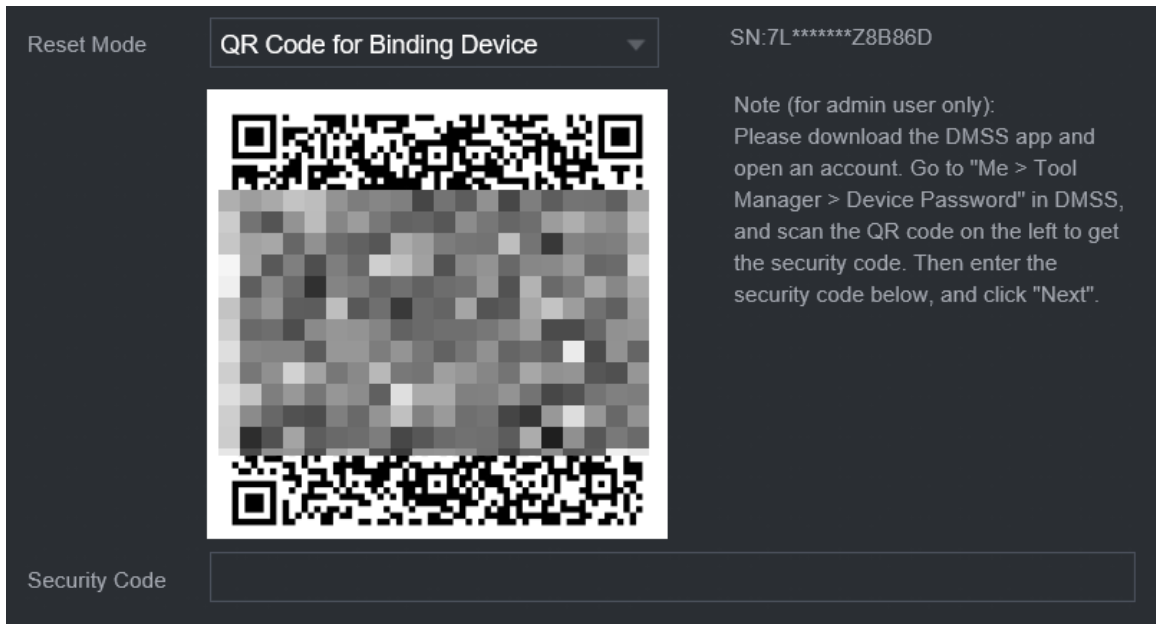 Reset Mode
QR Code for Binding Device
SN:7L*******Z8B86D
Note (for admin user only):
Please download the DMSS app and
open an account. Go to "Me > Tool
Manager > Device Password" in DMSS,
and scan the QR code on the left to get
the security code. Then enter the
security code below, and click "Next".
Security Code